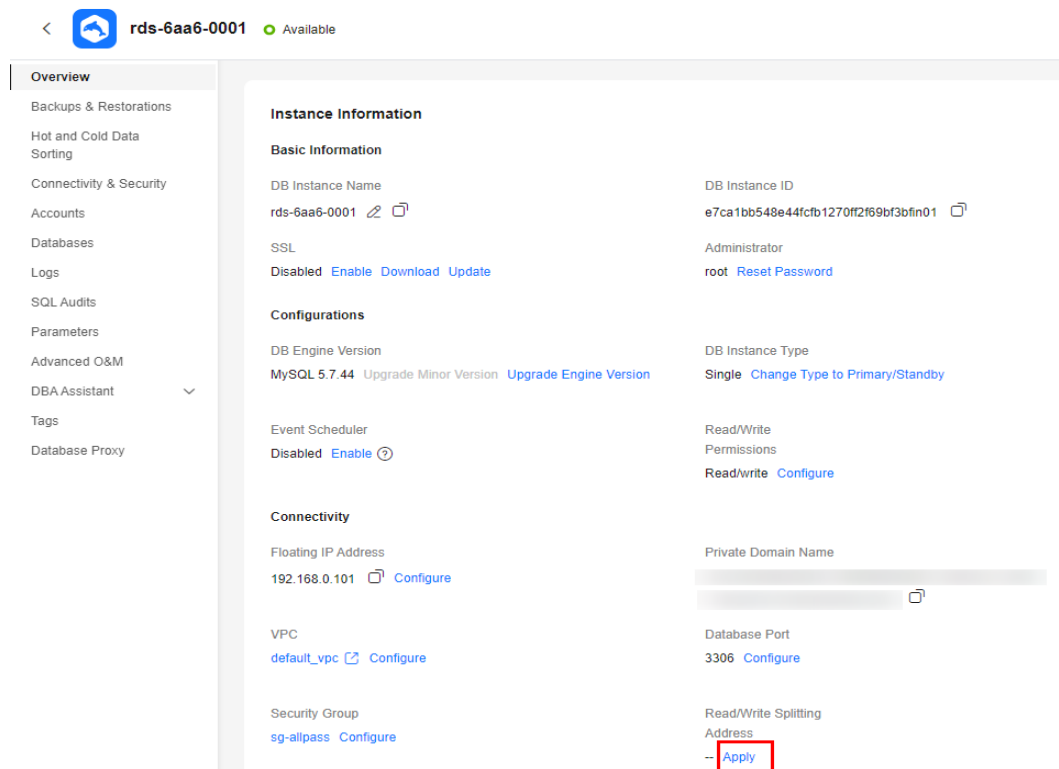 rds-6aa6-0001 Available
Overview
Backups & Restorations
Hot and Cold Data
Sorting
Connectivity & Security
Accounts
Databases
Logs
SQL Audits
Parameters
Advanced O&M
DBA Assistant
Tags
Database Proxy
Instance Information
Basic Information
DB Instance Name
rds-6aa6-0001
DB Instance ID
e7ca1bb548e44fcfb1270ff2f69bf3bfin01
SSL
Disabled Enable Download Update
Administrator
root Reset Password
Configurations
DB Engine Version
MySQL 5.7.44 Upgrade Minor Version Upgrade Engine Version
DB Instance Type
Single Change Type to Primary/Standby
Event Scheduler
Disabled Enable ?
Read/Write
Permissions
Read/write Configure
Connectivity
Floating IP Address
192.168.0.101 Configure
Private Domain Name
VPC
default_vpc Configure
Database Port
3306 Configure
Security Group
sg-allpass Configure
Read/Write Splitting
Address
-- Apply